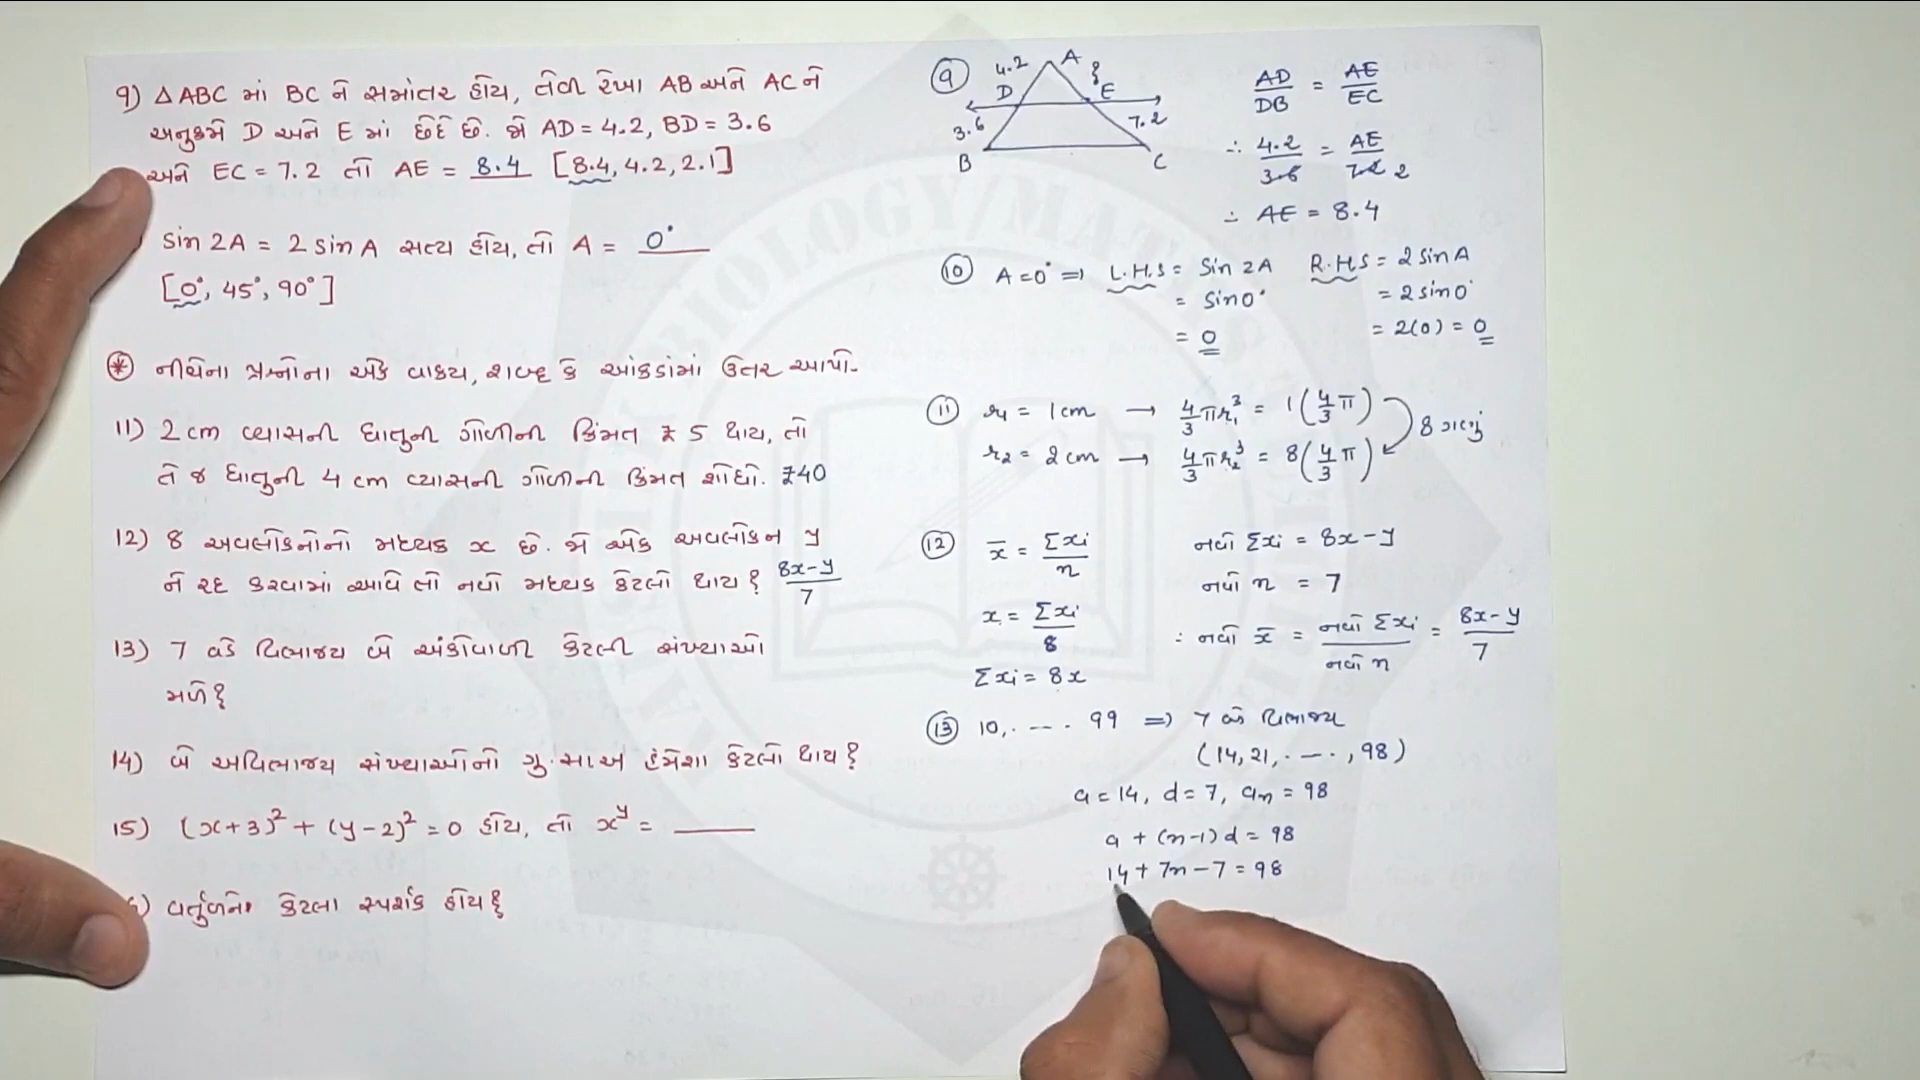 9) △ABC માં BC ને સમાંતર હોય, તેવી રેખા AB અને AC ને
અનુક્રમે D અને E માં છેદે છે. જો AD = 4.2, BD = 3.6
અને EC = 7.2 તો AE = 8.4 [8.4, 4.2, 2.1]
sin 2A = 2 sin A સત્ય હોય, તો A = 0°
[0°, 45°, 90°]
* નીચેના પ્રશ્નોના એક વાક્ય, શબ્દ કે આંકડામાં ઉત્તર આપો.
11) 2 cm વ્યાસની ધાતુની ગોળીની કિંમત ₹ 5 થાય, તો
તે જ ધાતુની 4 cm વ્યાસની ગોળીની કિંમત શોધો. ₹40
12) 8 અવલોકનોનો મધ્યક x છે. જો એક અવલોકન y
ને રદ કરવામાં આવે તો નવો મધ્યક કેટલો થાય? 8x-y/7
13) 7 વડે વિભાજ્ય બે અંકોવાળી કેટલી સંખ્યાઓ
મળે?
14) બે અવિભાજ્ય સંખ્યાઓનો ગુ.સા.અ હંમેશા કેટલો થાય?
15) (x+3)² + (y-2)² = 0 હોય, તો x^y = ____
) વર્તુળને કેટલા સ્પર્શક હોય?
9 4.2 A ? D E 3.6 7.2 B C
AD/DB = AE/EC
∴ 4.2/3.6 = AE/7.2 2
∴ AE = 8.4
10 A=0° ⇒ L.H.S = Sin 2A R.H.S = 2 Sin A
= Sin 0° = 2 sin 0°
= 0 = 2(0) = 0
11 r₁ = 1cm → 4/3 πr₁³ = 1(4/3 π)
r₂ = 2cm → 4/3 πr₂³ = 8(4/3 π) 8 ગણું
12 x̄ = Σxi/n નવો Σxi = 8x-y
નવો n = 7
x = Σxi/8 ∴ નવો x̄ = નવો Σxi/નવો n = 8x-y/7
Σxi = 8x
13 10, ---- 99 ⇒ 7 વડે વિભાજ્ય
(14, 21, ----, 98)
a = 14, d = 7, an = 98
a + (n-1)d = 98
14 + 7n - 7 = 98